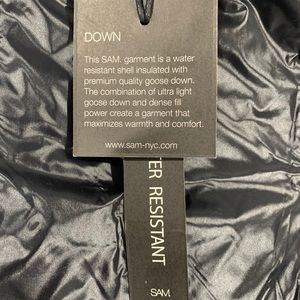 DOWN
This SAM. garment is a water
resistant shell insulated with
premium quality goose down.
The combination of ultra light
goose down and dense fill
power create a garment that
maximizes warmth and comfort.
www.sam-nyc.com
TER RESISTANT
SAM.